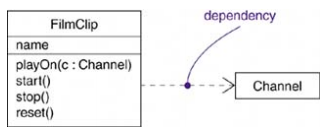 dependency
FilmClip
name
playOn(c : Channel)
start()
stop()
reset()
Channel